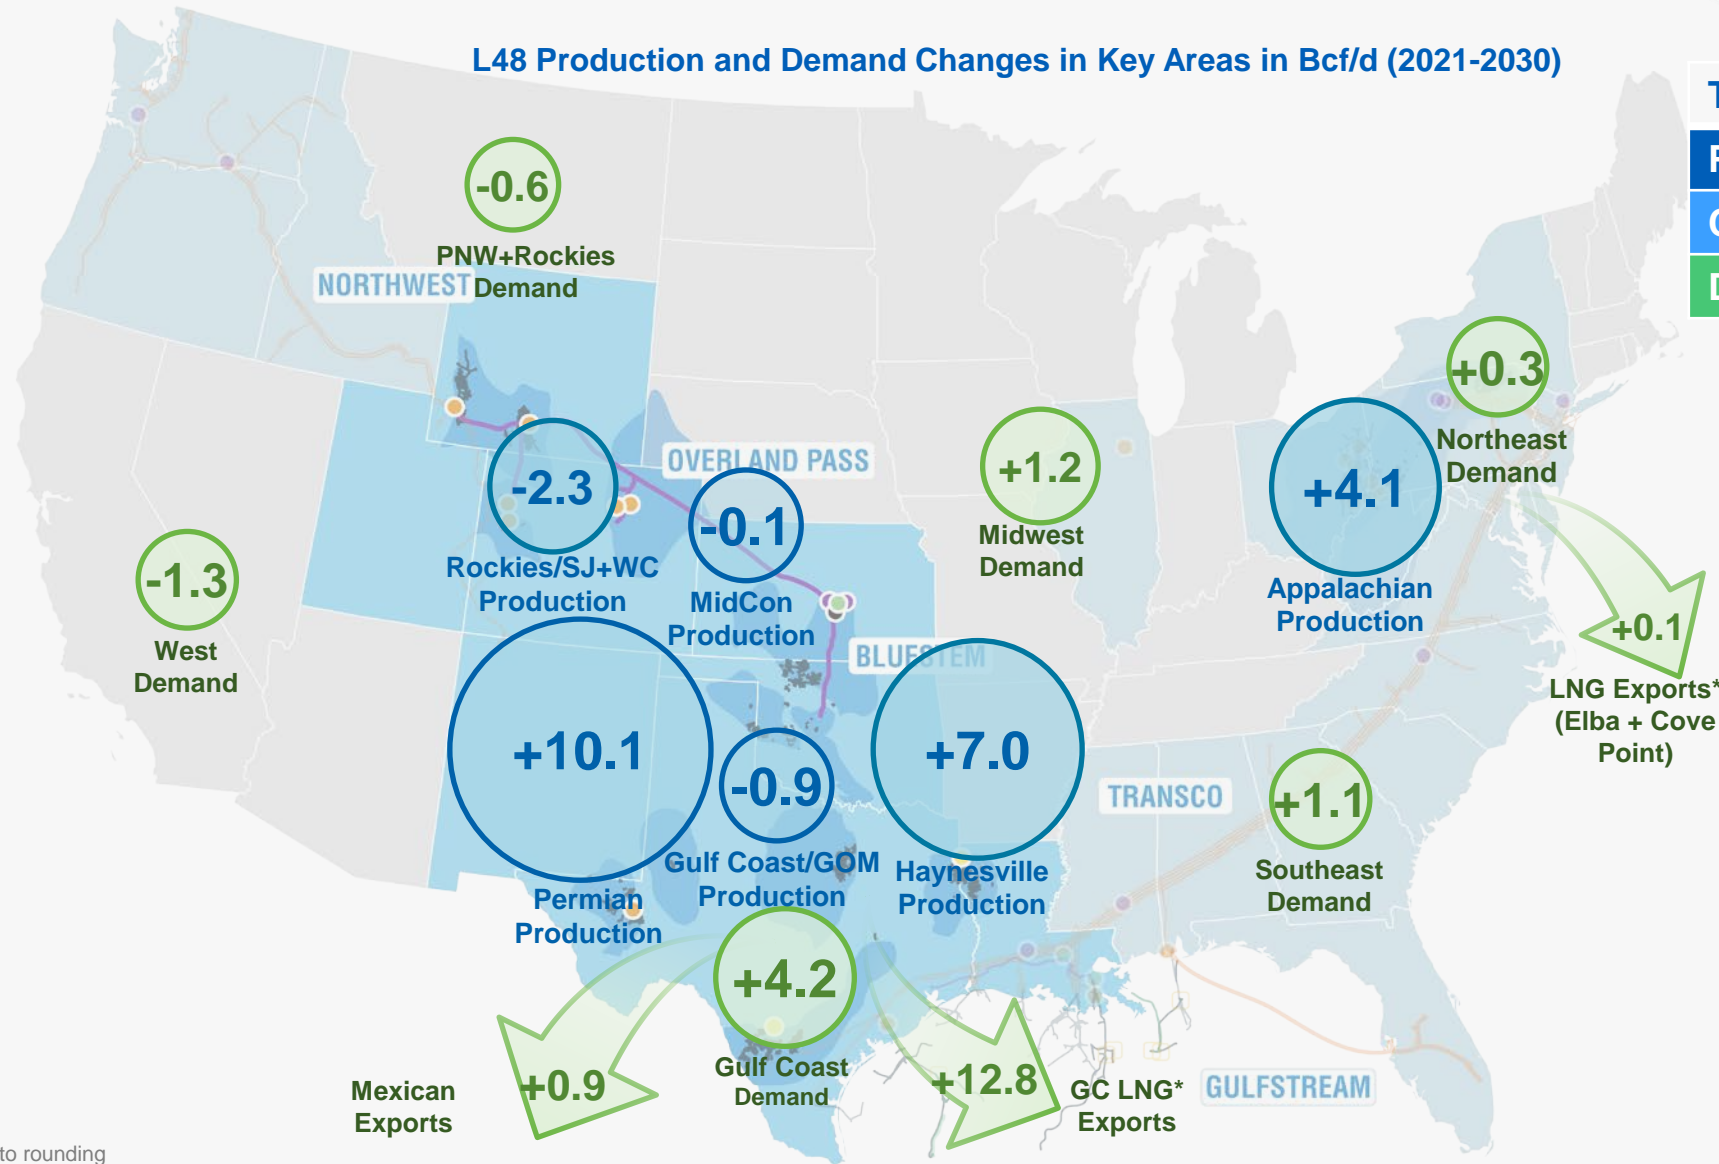 L48 Production and Demand Changes in Key Areas in Bcf/d (2021-2030)
T
-0.6
PNW+Rockies
Demand
NORTHWEST
+0.3
Northeast
Demand
OVERLAND PASS
-2.3
Rockies/SJ+WC
Production
-0.1
MidCon
Production
+1.2
Midwest
Demand
+4.1
Appalachian
Production
-1.3
West
Demand
+0.1
LNG Exports*
(Elba + Cove
Point)
BLUESTEM
+10.1
Permian
Production
-0.9
Gulf Coast/GOM
Production
+7.0
Haynesville
Production
TRANSCO
+1.1
Southeast
Demand
+4.2
Gulf Coast
Demand
+0.9
Mexican
Exports
+12.8
GC LNG*
Exports
GULFSTREAM
to rounding